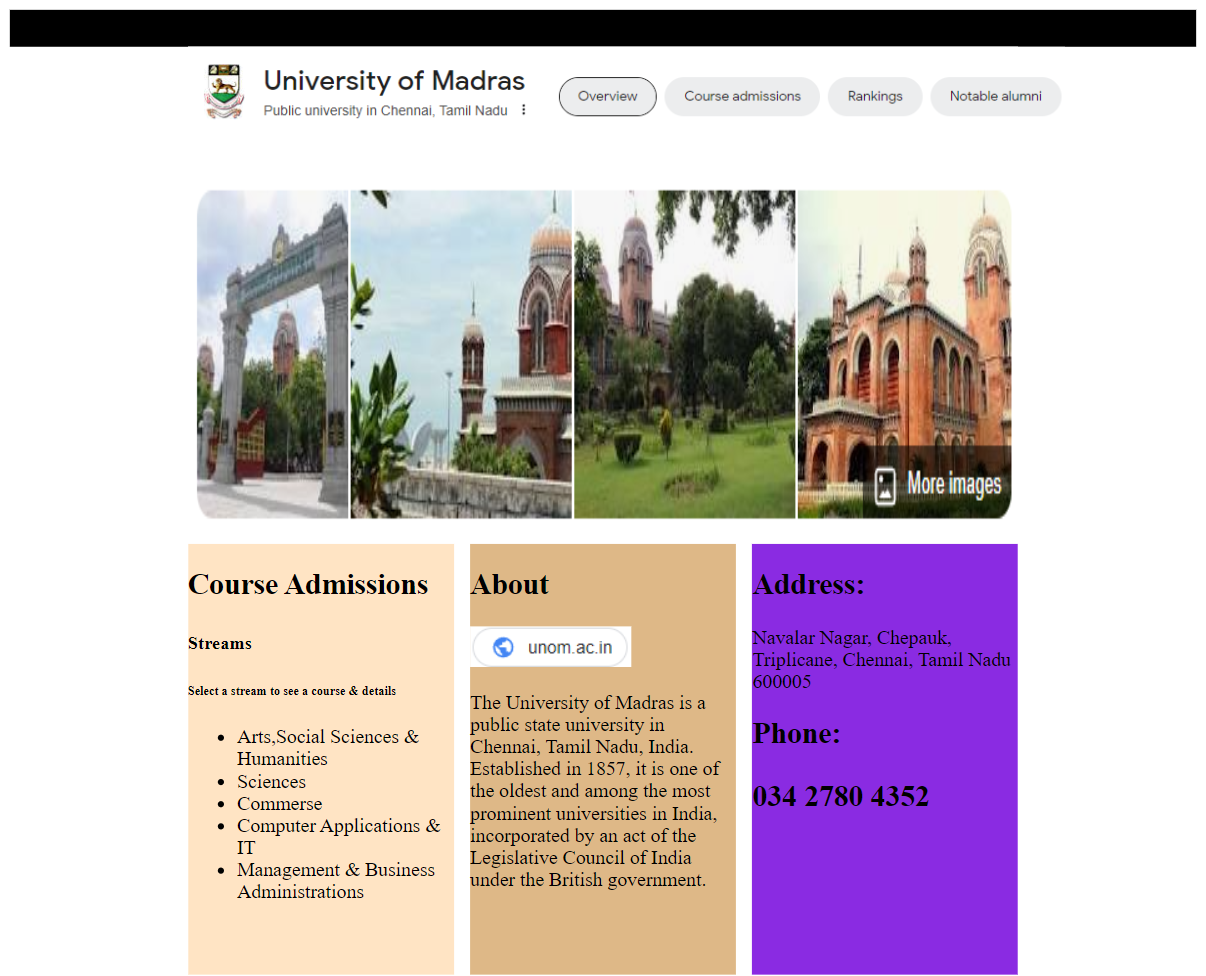 University of Madras
Public university in Chennai, Tamil Nadu
Overview
Course admissions
Rankings
Notable alumni
More images
Course Admissions
Streams
Select a stream to see a course & details
Arts,Social Sciences &
Humanities
Sciences
Commerse
Computer Applications &
IT
Management & Business
Administrations
About
unom.ac.in
The University of Madras is a
public state university in
Chennai, Tamil Nadu, India.
Established in 1857, it is one of
the oldest and among the most
prominent universities in India,
incorporated by an act of the
Legislative Council of India
under the British government.
Address:
Navalar Nagar, Chepauk,
Triplicane, Chennai, Tamil Nadu
600005
Phone:
034 2780 4352